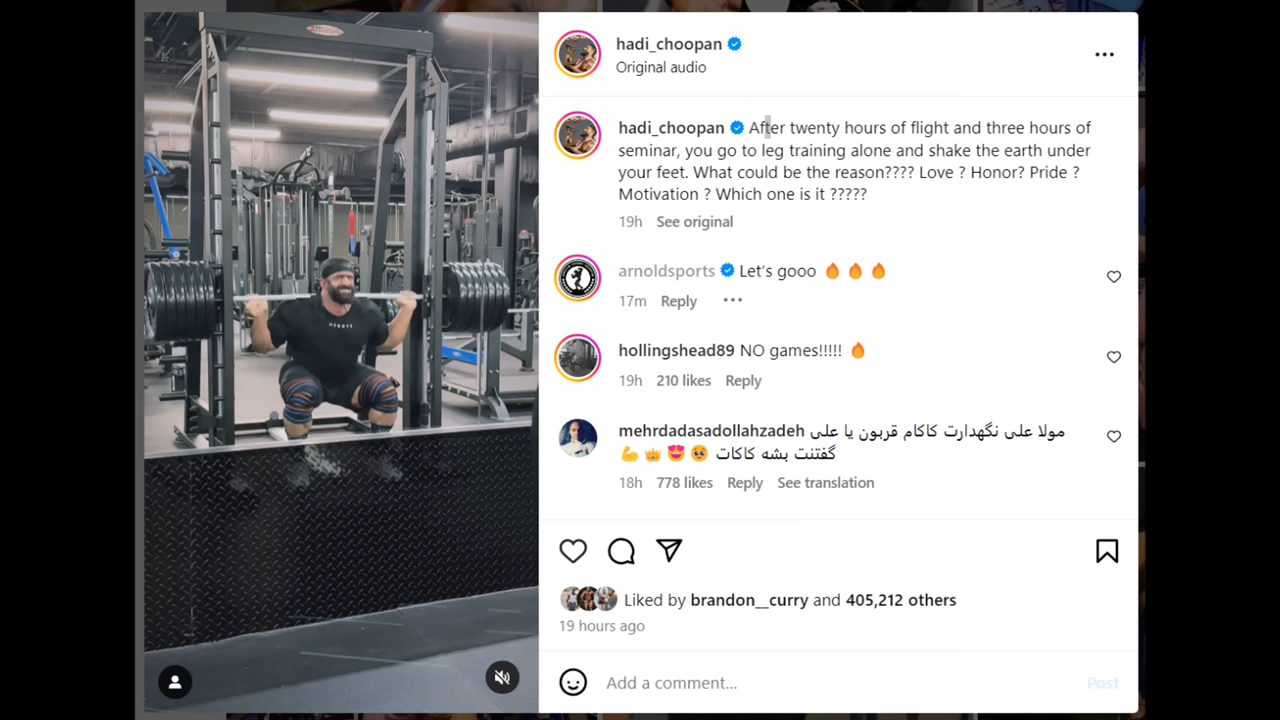 hadi_choopan
Original audio
hadi_choopan After twenty hours of flight and three hours of
seminar, you go to leg training alone and shake the earth under
your feet. What could be the reason???? Love ? Honor? Pride ?
Motivation ? Which one is it ?????
19h See original
arnoldsports Let's gooo 🔥 🔥 🔥
17m Reply
hollingshead89 NO games!!!!! 🔥
19h 210 likes Reply
mehrdadasadollahzadeh مولا علی نگهدارت کاکام قربون یا علی
گفتنت بشه کاکات 🥺 😍 👑 💪
18h 778 likes Reply See translation
Liked by brandon__curry and 405,212 others
19 hours ago
Add a comment...
Post